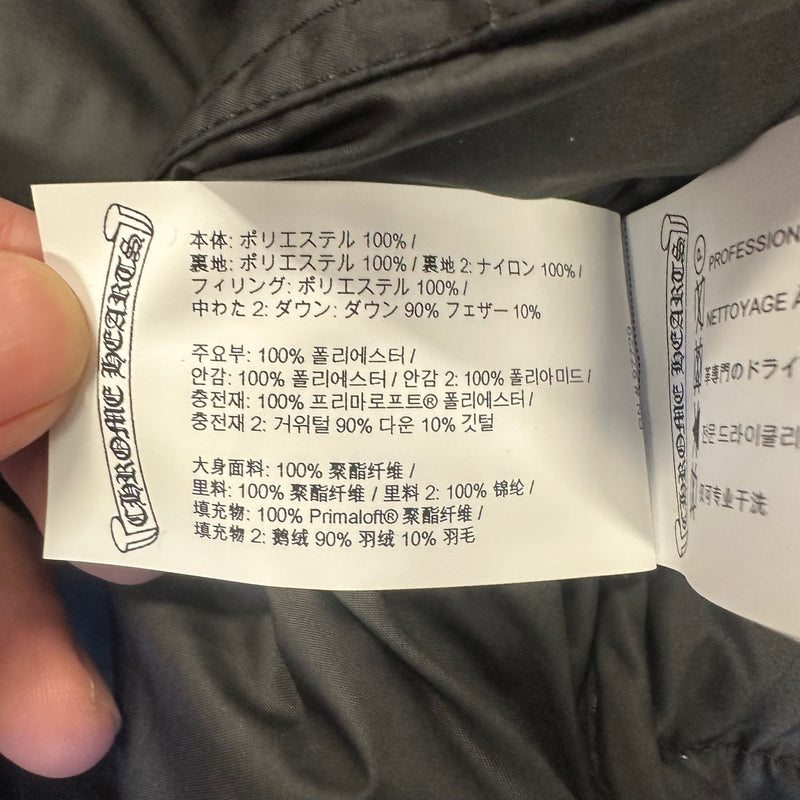 CHROME HEARTS
本体: ポリエステル 100% /
裏地: ポリエステル 100% / 裏地 2: ナイロン 100% /
フィリング: ポリエステル 100% /
中わた 2: ダウン: ダウン 90% フェザー 10%
주요부: 100% 폴리에스터 /
안감: 100% 폴리에스터 / 안감 2: 100% 폴리아미드 /
충전재: 100% 프리마로프트® 폴리에스터 /
충전재 2: 거위털 90% 다운 10% 깃털
大身面料: 100% 聚酯纤维 /
里料: 100% 聚酯纤维 / 里料 2: 100% 锦纶 /
填充物: 100% Primaloft® 聚酯纤维 /
填充物 2: 鹅绒 90% 羽绒 10% 羽毛
CHROME HEARTS
PROFESSION
NETTOYAGE À
革専門のドライ
전문 드라이클리
专业干洗